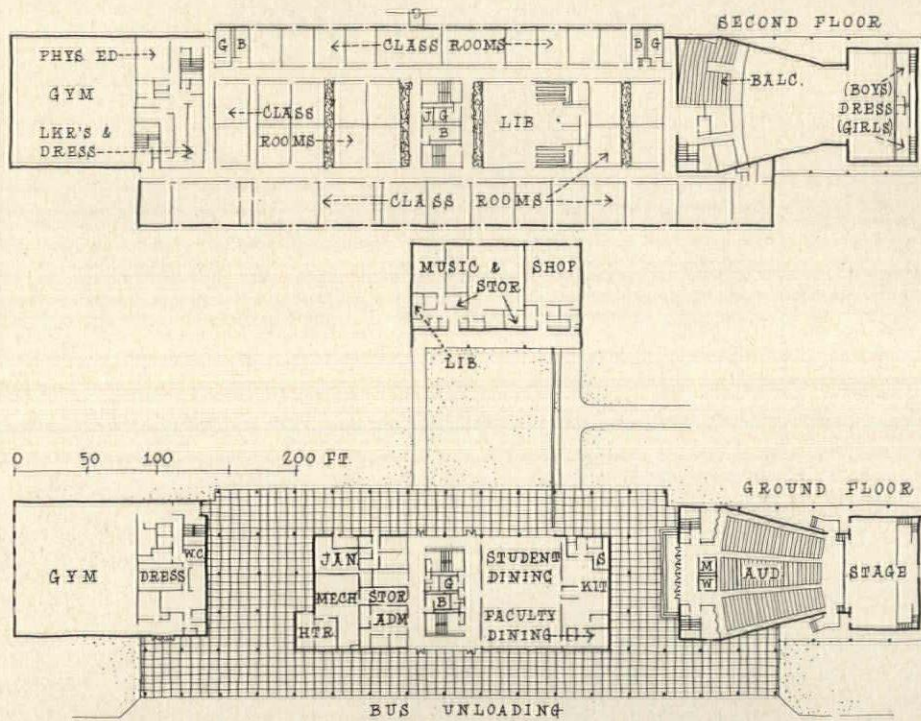 SECOND FLOOR
PHYS ED
G B
CLASS ROOMS
B G
BALC.
(BOYS)
DRESS
(GIRLS)
GYM
CLASS
ROOMS
J G
B
LIB
LKR'S &
DRESS
CLASS ROOMS
MUSIC &
STOR
SHOP
LIB
0 50 100 200 FT
GROUND FLOOR
GYM
W.C.
DRESS
JAN
MECH
STOR
ADM
HTR
G
B
STUDENT
DINING
S
KIT
FACULTY
DINING
M
W
AUD.
STAGE
BUS UNLOADING